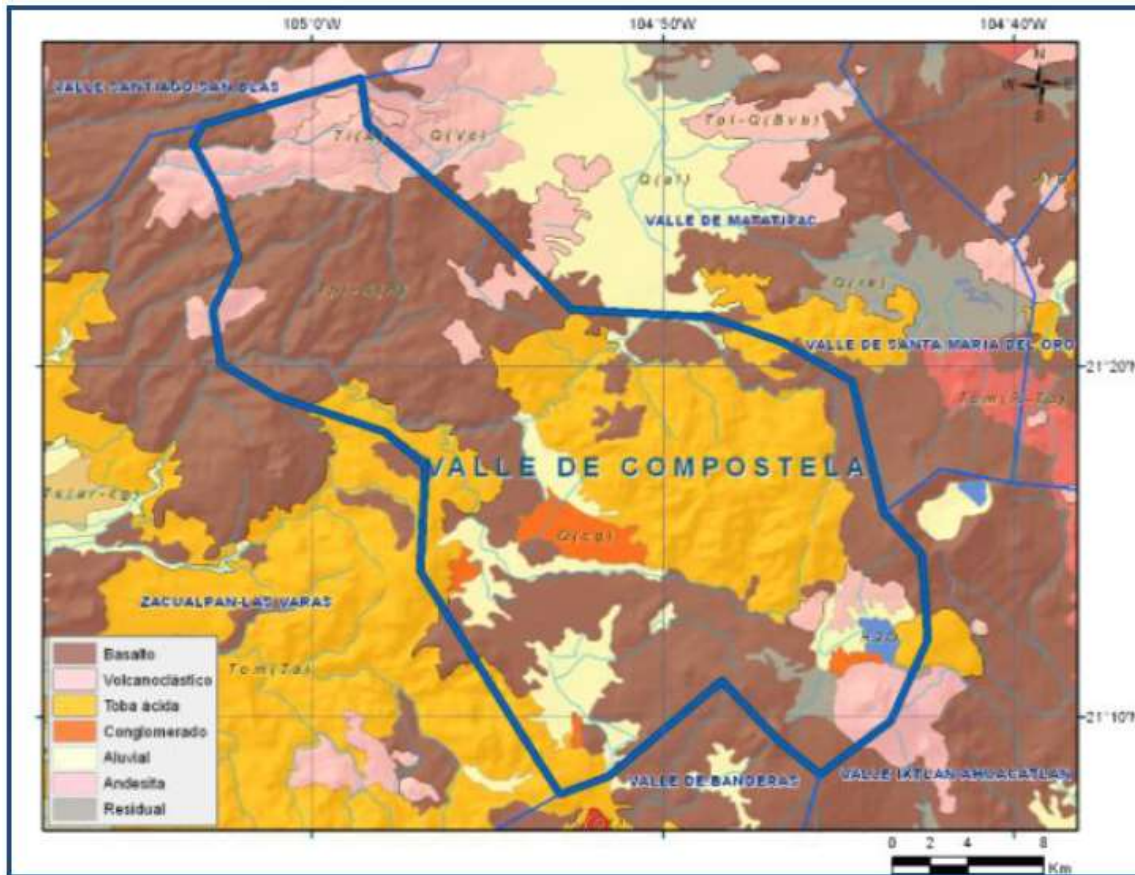 105°0'W 104°50'W 104°40'W
N
W E
S
VALLE SANTIAGO-SAN BLAS
Q(Vc)
Tpl-Q(Bvb)
Q(al)
VALLE DE MATATIPAC
Q(re)
VALLE DE SANTA MARIA DEL ORO
21°20'N
VALLE DE COMPOSTELA
Q(cg)
ZACUALPAN-LAS VARAS
Tom(Ta)
21°10'N
VALLE DE BANDERAS
VALLE IXTLAN AHUACATLAN
Basalto
Volcanoclástico
Toba ácida
Conglomerado
Aluvial
Andesita
Residual
0 2 4 8
Km